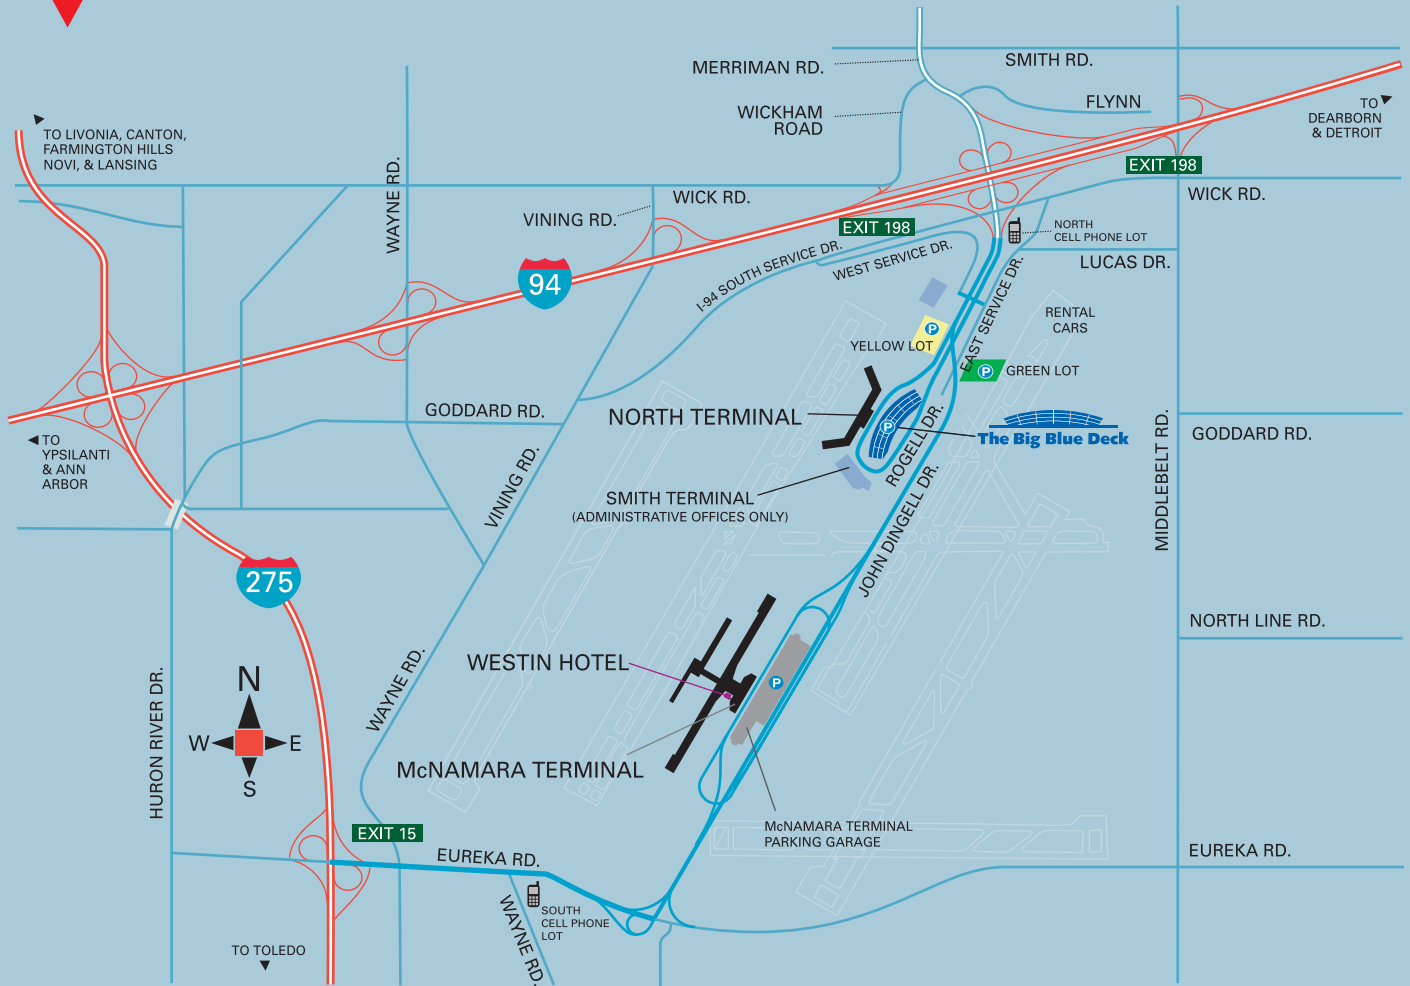 MERRIMAN RD.
SMITH RD.
FLYNN
WICKHAM
ROAD
TO
DEARBORN
& DETROIT
TO LIVONIA, CANTON,
FARMINGTON HILLS
NOVI, & LANSING
EXIT 198
WAYNE RD.
WICK RD.
WICK RD.
VINING RD.
EXIT 198
NORTH
CELL PHONE LOT
LUCAS DR.
WEST SERVICE DR.
I-94 SOUTH SERVICE DR.
94
EAST SERVICE DR.
RENTAL
CARS
P
YELLOW LOT
P
GREEN LOT
GODDARD RD.
NORTH TERMINAL
P
ROGELL DR.
The Big Blue Deck
MIDDLEBELT RD.
GODDARD RD.
TO
YPSILANTI
& ANN
ARBOR
VINING RD.
SMITH TERMINAL
(ADMINISTRATIVE OFFICES ONLY)
JOHN DINGELL DR.
275
NORTH LINE RD.
WESTIN HOTEL
P
N
W
E
S
HURON RIVER DR.
WAYNE RD.
McNAMARA TERMINAL
McNAMARA TERMINAL
PARKING GARAGE
EXIT 15
EUREKA RD.
EUREKA RD.
WAYNE RD.
SOUTH
CELL PHONE
LOT
TO TOLEDO